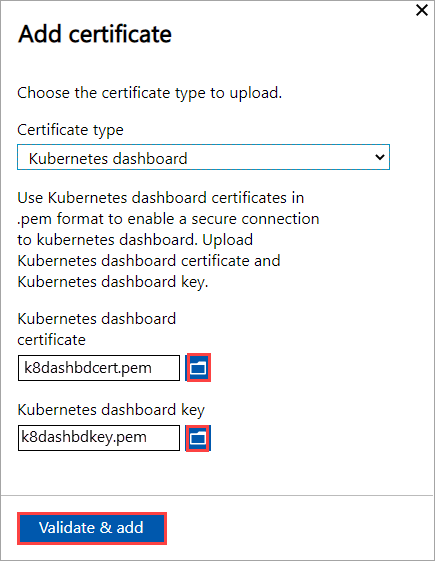 Add certificate
Choose the certificate type to upload.
Certificate type
Kubernetes dashboard
Use Kubernetes dashboard certificates in
.pem format to enable a secure connection
to kubernetes dashboard. Upload
Kubernetes dashboard certificate and
Kubernetes dashboard key.
Kubernetes dashboard
certificate
k8dashbdcert.pem
Kubernetes dashboard key
k8dashbdkey.pem
Validate & add